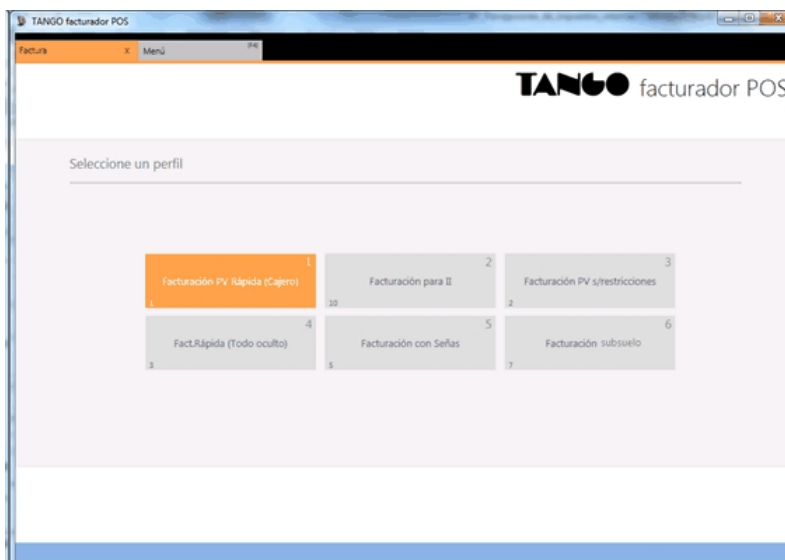 TANGO facturador POS
Factura x Menú
TANGO facturador POS
Seleccione un perfil
1 2 3
Facturación PV Rápida (Cajero) Facturación para II Facturación PV s/restricciones
1 10 2
4 5 6
Fact.Rápida (Todo oculto) Facturación con Señas Facturación subsuelo
3 5 7